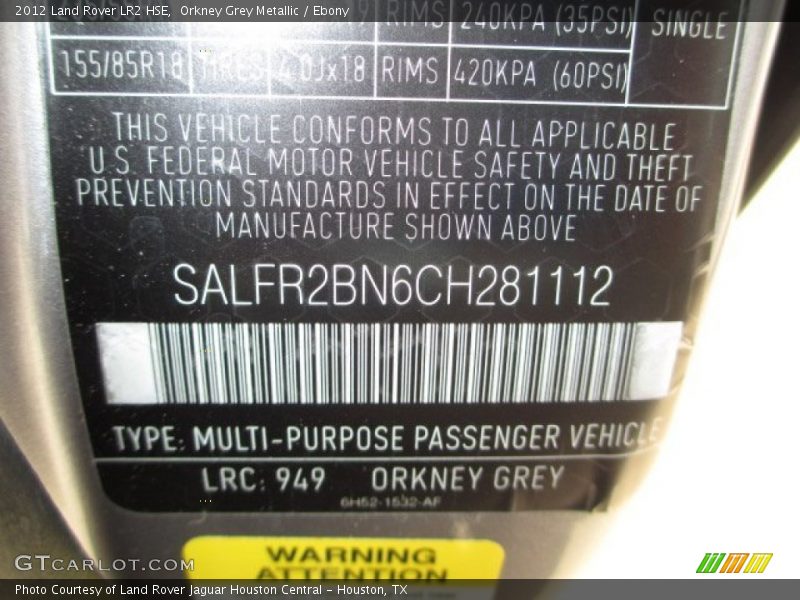 2012 Land Rover LR2 HSE, Orkney Grey Metallic / Ebony
RIMS 240KPA (35PSI) SINGLE
155/85R18 TIRES 4.0Jx18 RIMS 420KPA (60PSI)
THIS VEHICLE CONFORMS TO ALL APPLICABLE
U.S. FEDERAL MOTOR VEHICLE SAFETY AND THEFT
PREVENTION STANDARDS IN EFFECT ON THE DATE OF
MANUFACTURE SHOWN ABOVE
SALFR2BN6CH281112
TYPE: MULTI-PURPOSE PASSENGER VEHICLE
LRC: 949 ORKNEY GREY
6H52-1532-AF
WARNING
ATTENTION
GTCARLOT.COM
Photo Courtesy of Land Rover Jaguar Houston Central - Houston, TX